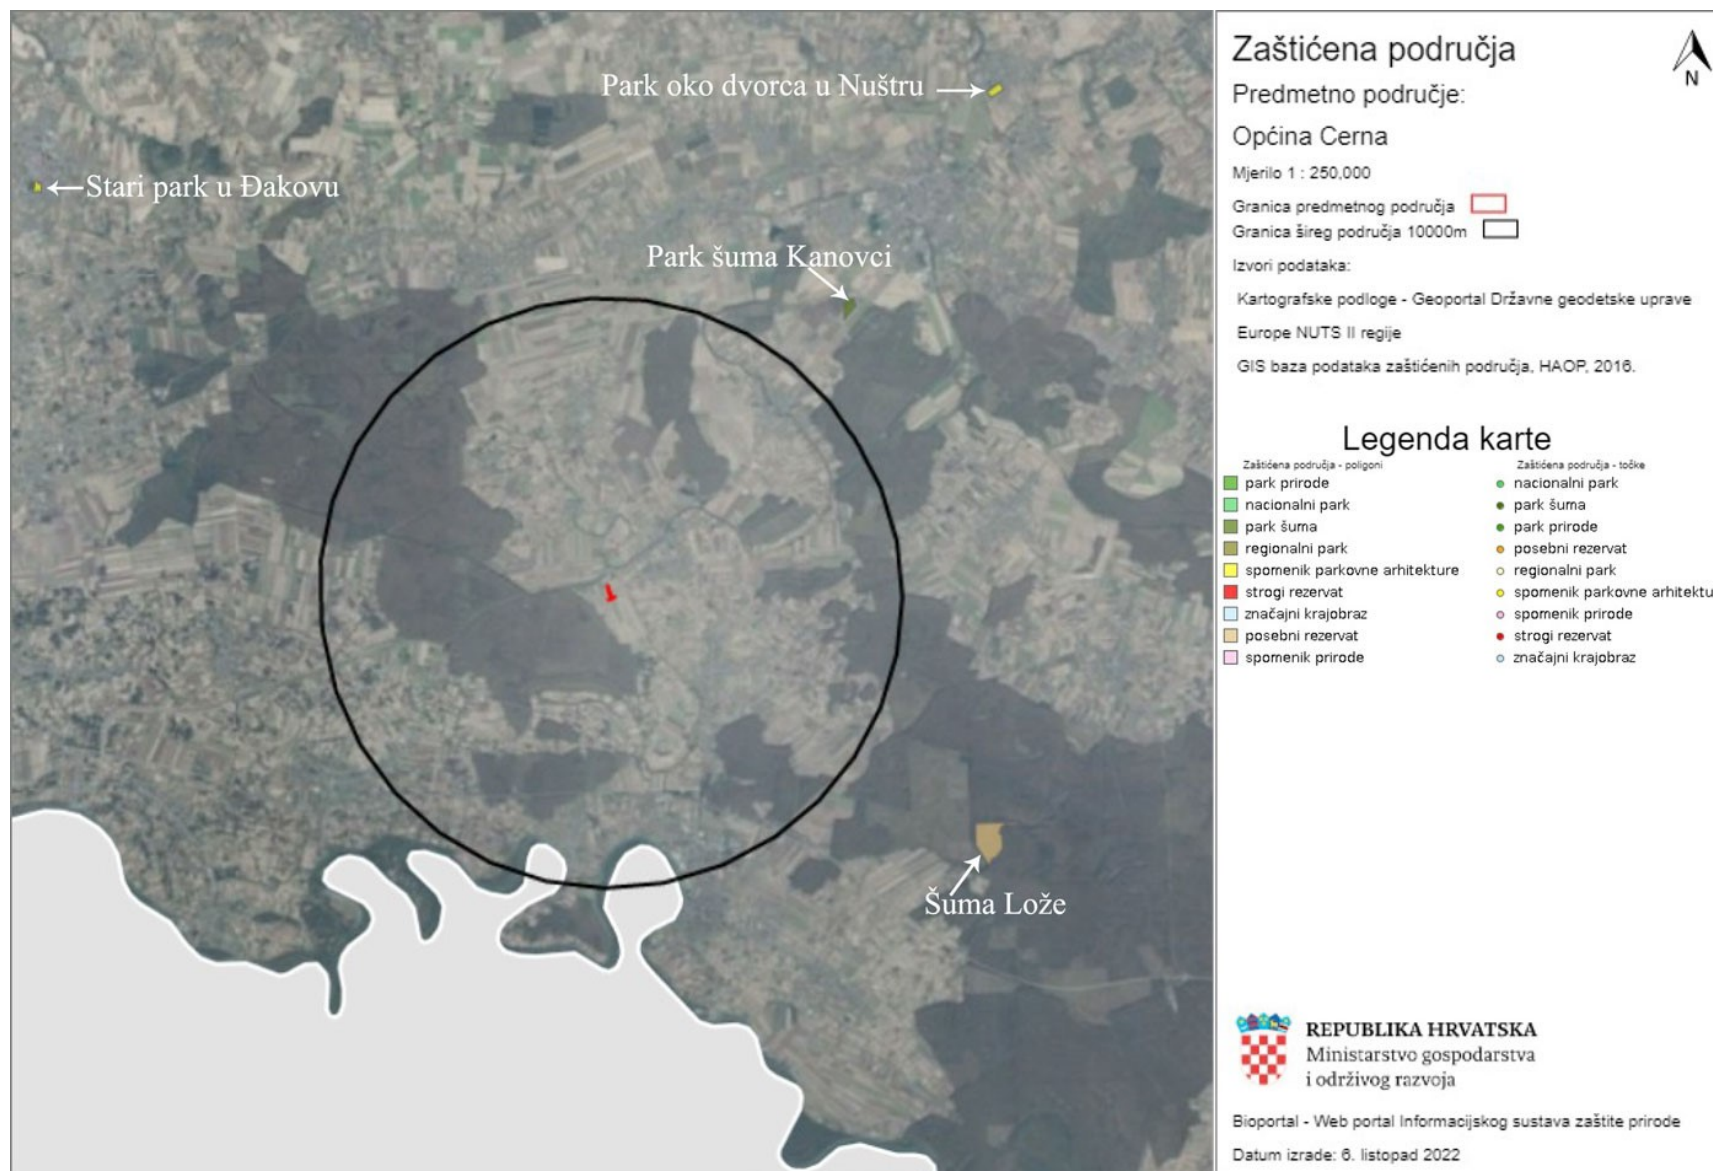 Park oko dvorca u Nuštru
Stari park u Đakovu
Park šuma Kanovci
Šuma Lože
Zaštićena područja
N
Predmetno područje:
Općina Cerna
Mjerilo 1 : 250,000
Granica predmetnog područja
Granica šireg područja 10000m
Izvori podataka:
Kartografske podloge - Geoportal Državne geodetske uprave
Europe NUTS II regije
GIS baza podataka zaštićenih područja, HAOP, 2016.
Legenda karte
Zaštićena područja - poligoni
park prirode
nacionalni park
park šuma
regionalni park
spomenik parkovne arhitekture
strogi rezervat
značajni krajobraz
posebni rezervat
spomenik prirode
Zaštićena područja - točke
nacionalni park
park šuma
park prirode
posebni rezervat
regionalni park
spomenik parkovne arhitektu
spomenik prirode
strogi rezervat
značajni krajobraz
REPUBLIKA HRVATSKA
Ministarstvo gospodarstva
i održivog razvoja
Bioportal - Web portal Informacijskog sustava zaštite prirode
Datum izrade: 6. listopad 2022